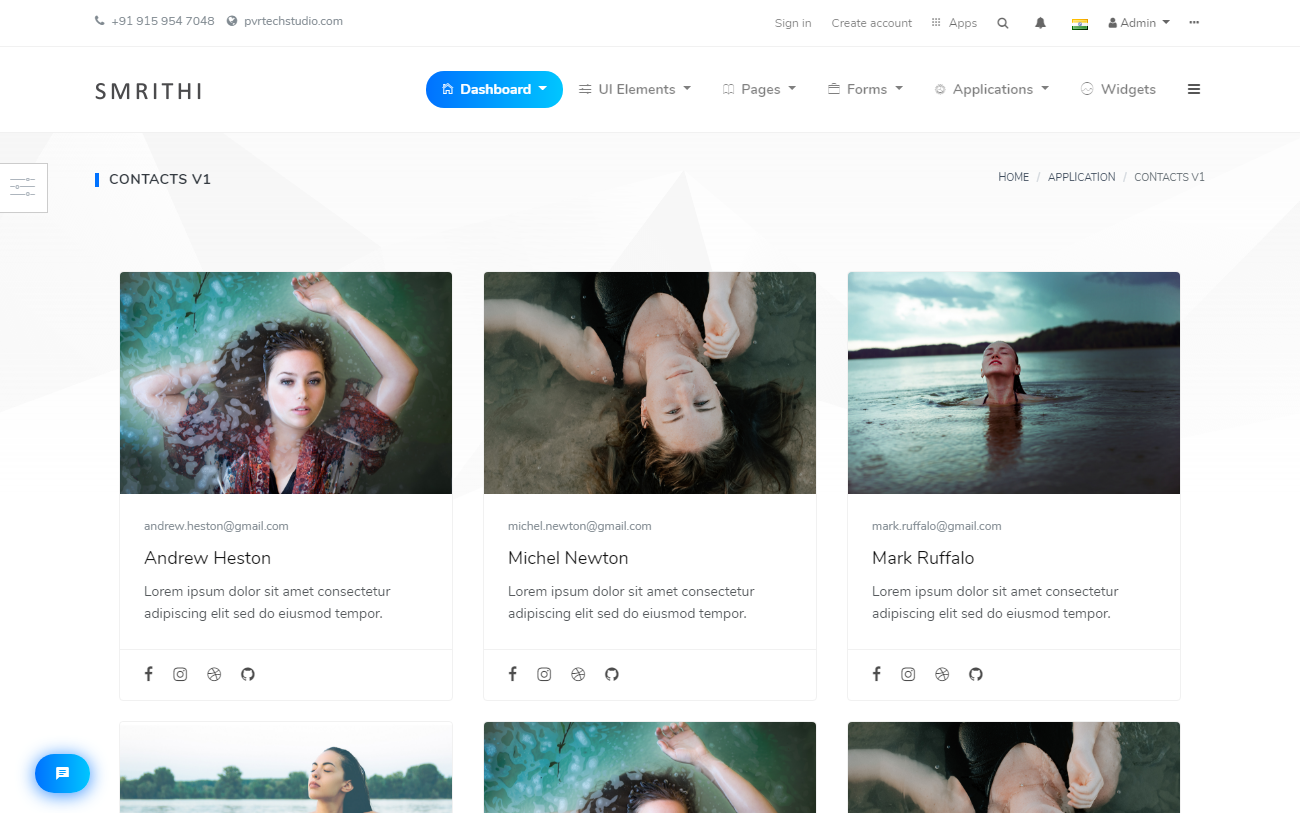 +91 915 954 7048 pvrtechstudio.com Sign in Create account Apps Admin
SMRITHI Dashboard UI Elements Pages Forms Applications Widgets
CONTACTS V1 HOME / APPLICATION / CONTACTS V1
andrew.heston@gmail.com
Andrew Heston
Lorem ipsum dolor sit amet consectetur
adipiscing elit sed do eiusmod tempor.
michel.newton@gmail.com
Michel Newton
Lorem ipsum dolor sit amet consectetur
adipiscing elit sed do eiusmod tempor.
mark.ruffalo@gmail.com
Mark Ruffalo
Lorem ipsum dolor sit amet consectetur
adipiscing elit sed do eiusmod tempor.